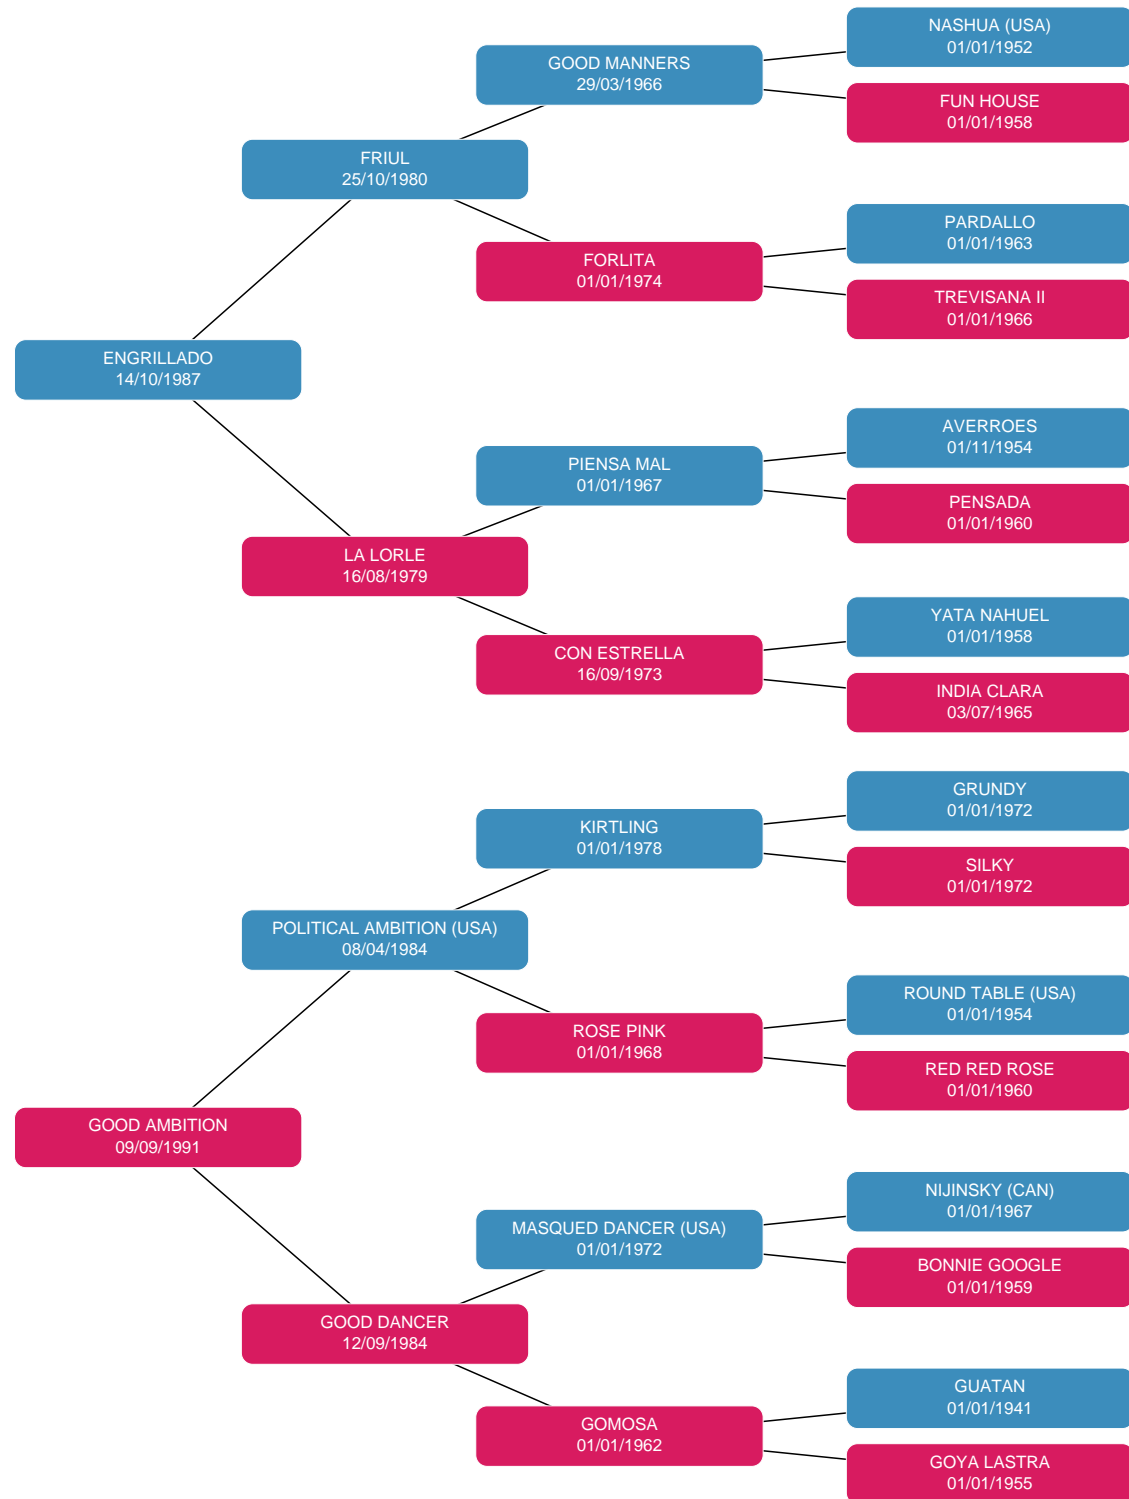 NASHUA (USA)
01/01/1952
GOOD MANNERS
29/03/1966
FUN HOUSE
01/01/1958
FRIUL
25/10/1980
PARDALLO
01/01/1963
FORLITA
01/01/1974
TREVISANA II
01/01/1966
ENGRILLADO
14/10/1987
AVERROES
01/11/1954
PIENSA MAL
01/01/1967
PENSADA
01/01/1960
LA LORLE
16/08/1979
YATA NAHUEL
01/01/1958
CON ESTRELLA
16/09/1973
INDIA CLARA
03/07/1965
GRUNDY
01/01/1972
KIRTLING
01/01/1978
SILKY
01/01/1972
POLITICAL AMBITION (USA)
08/04/1984
ROUND TABLE (USA)
01/01/1954
ROSE PINK
01/01/1968
RED RED ROSE
01/01/1960
GOOD AMBITION
09/09/1991
NIJINSKY (CAN)
01/01/1967
MASQUED DANCER (USA)
01/01/1972
BONNIE GOOGLE
01/01/1959
GOOD DANCER
12/09/1984
GUATAN
01/01/1941
GOMOSA
01/01/1962
GOYA LASTRA
01/01/1955